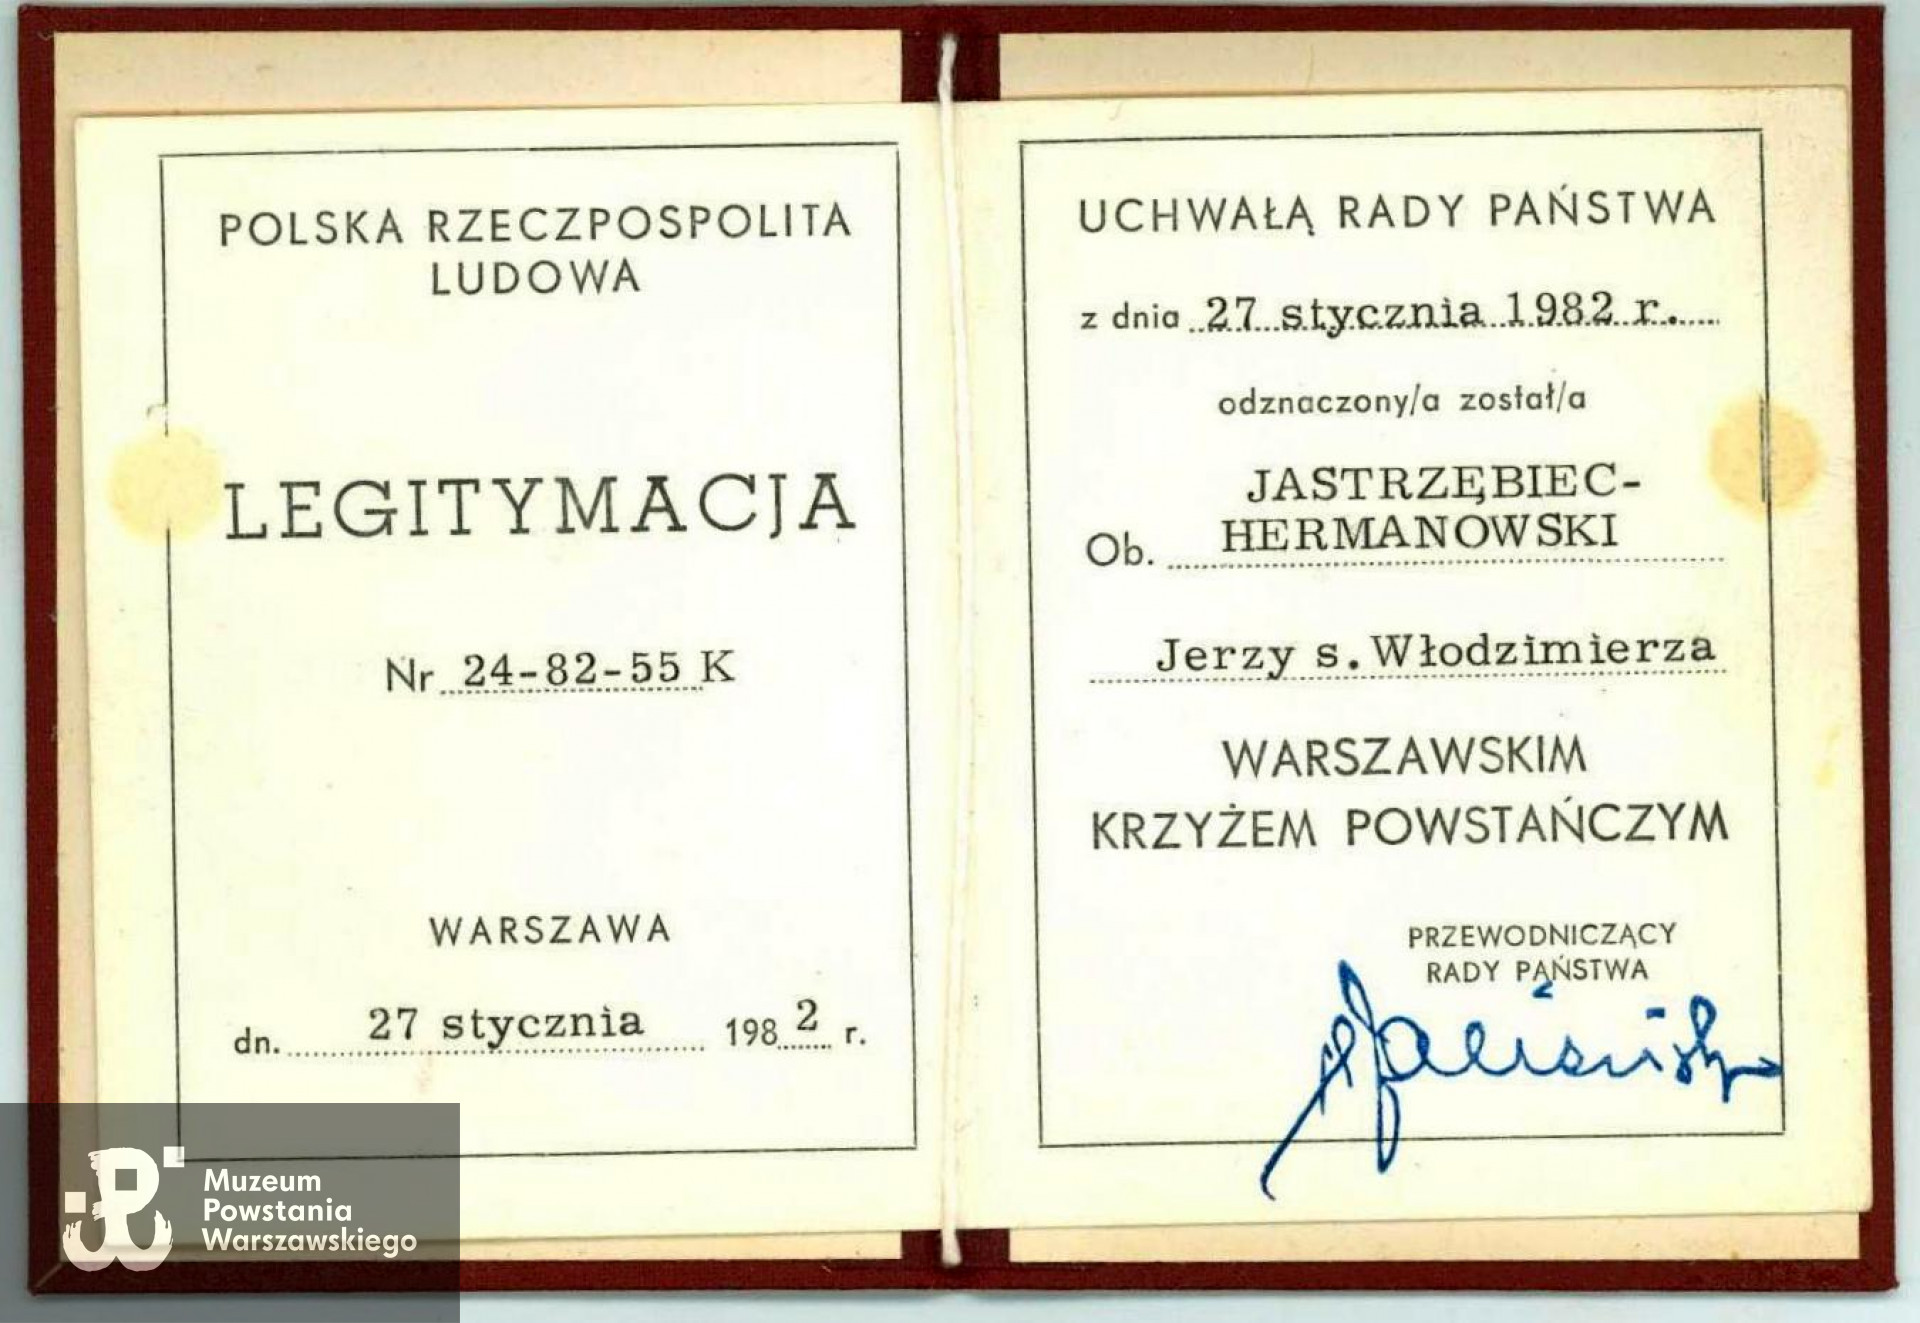 POLSKA RZECZPOSPOLITA
LUDOWA
LEGITYMACJA
Nr 24-82-55 K
WARSZAWA
dn. 27 stycznia 1982 r.
UCHWAŁĄ RADY PAŃSTWA
z dnia 27 stycznia 1982 r.
odznaczony/a został/a
JASTRZĘBIEC-
Ob. HERMANOWSKI
Jerzy s. Włodzimierza
WARSZAWSKIM
KRZYŻEM POWSTAŃCZYM
PRZEWODNICZĄCY
RADY PAŃSTWA
Muzeum
Powstania
Warszawskiego